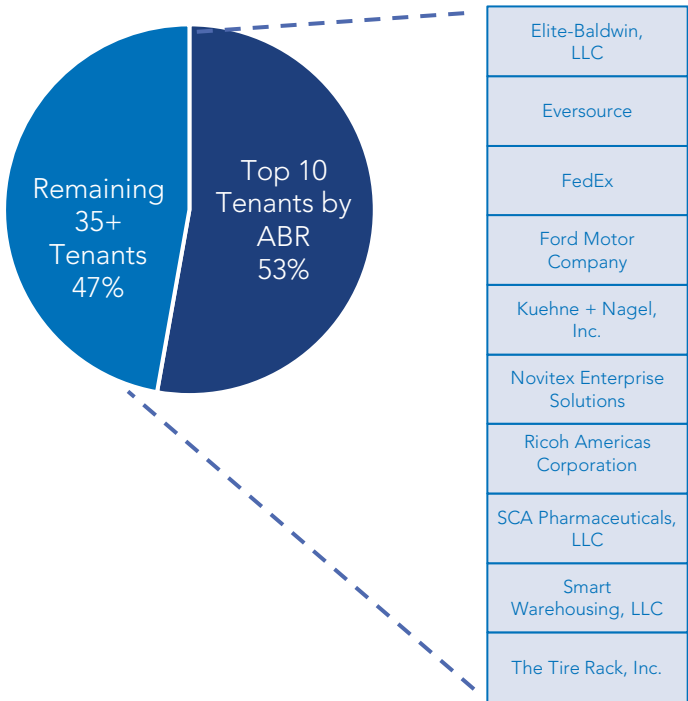 Remaining
35+
Tenants
47%
Top 10
Tenants by
ABR
53%
Elite-Baldwin,
LLC
Eversource
FedEx
Ford Motor
Company
Kuehne + Nagel,
Inc.
Novitex Enterprise
Solutions
Ricoh Americas
Corporation
SCA Pharmaceuticals,
LLC
Smart
Warehousing, LLC
The Tire Rack, Inc.